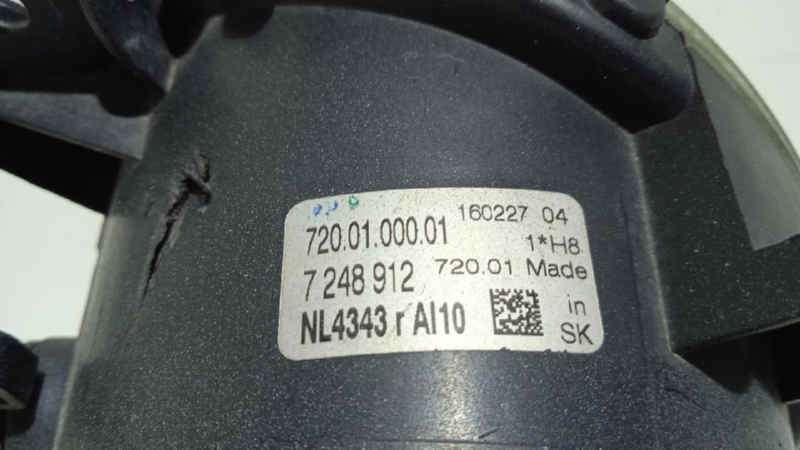 720.01.000.01 160227 04
1*H8
7 248 912 720.01 Made
NL4343 r AI10 in
SK